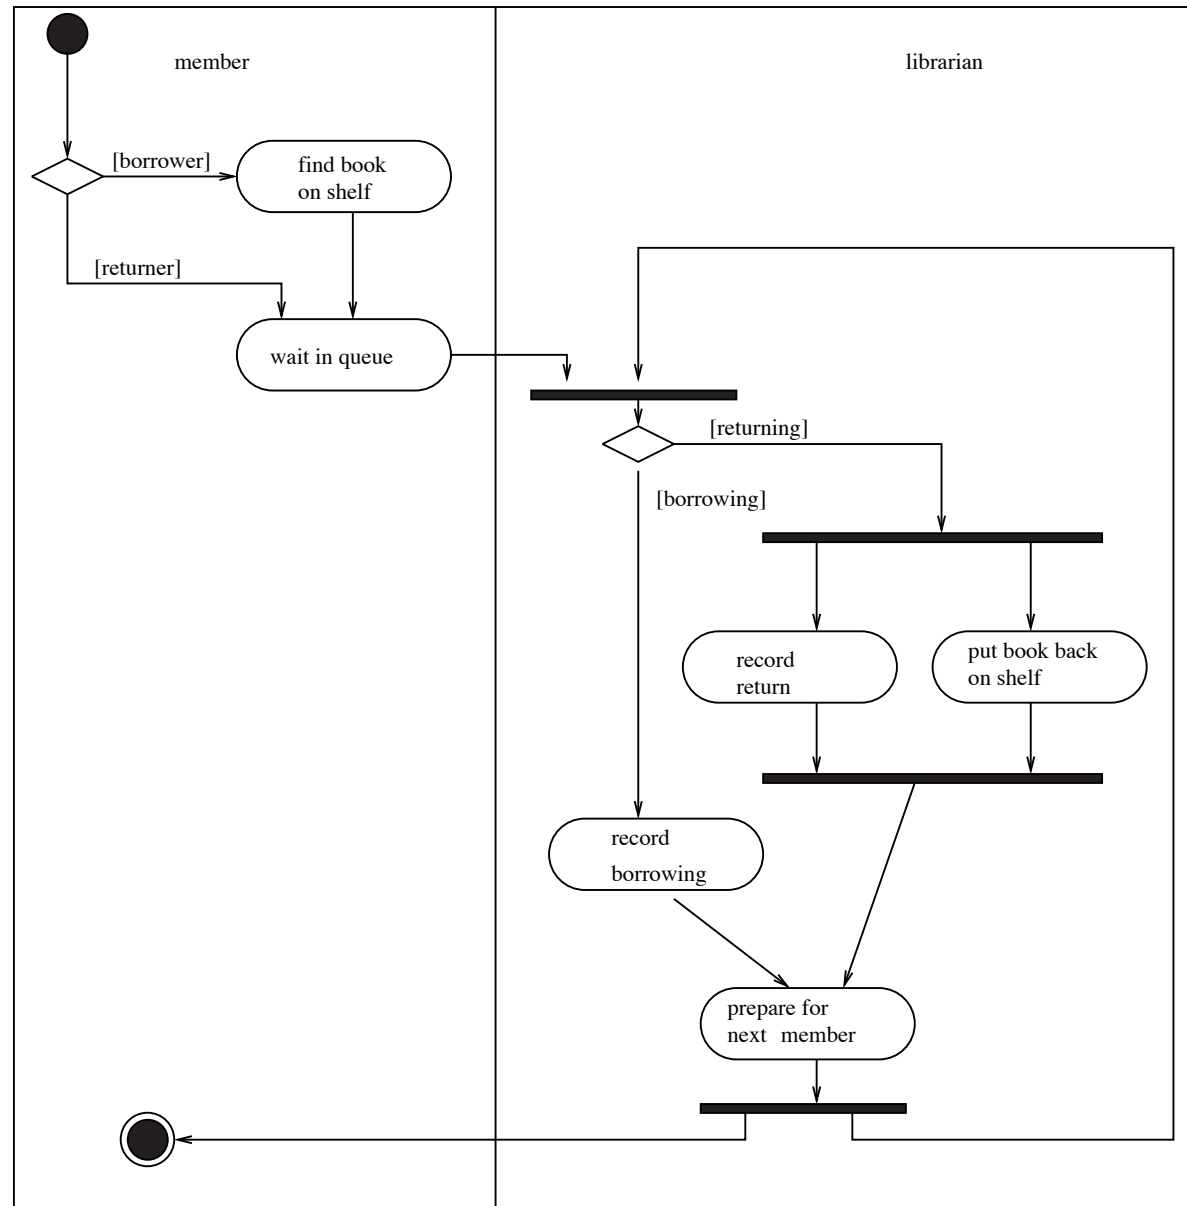 member
librarian
[borrower]
find book
on shelf
[returner]
wait in queue
[returning]
[borrowing]
record
return
put book back
on shelf
record
borrowing
prepare for
next member